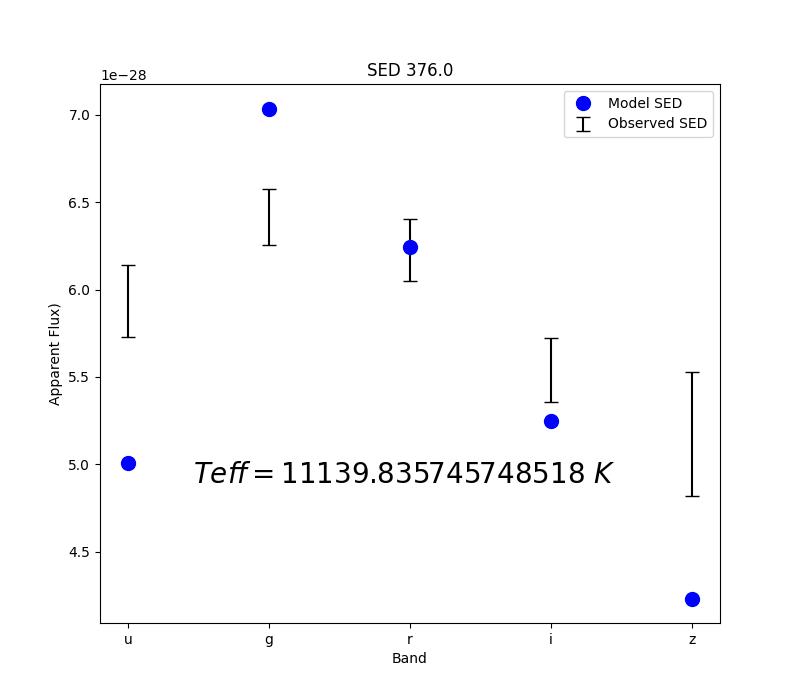 SED 376.0
1e−28
Model SED
Observed SED
7.0
6.5
6.0
5.5
5.0
4.5
Apparent Flux)
Teff = 11139.835745748518 K
u g r i z
Band